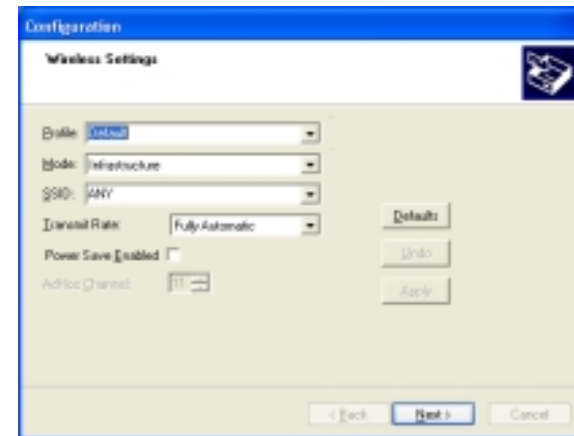 Configuration
Wireless Settings
Profile: Default
Mode: Infrastructure
SSID: ANY
Transmit Rate: Fully Automatic
Power Save Enabled
AdHoc Channel: 11
Defaults
Undo
Apply
< Back Next > Cancel